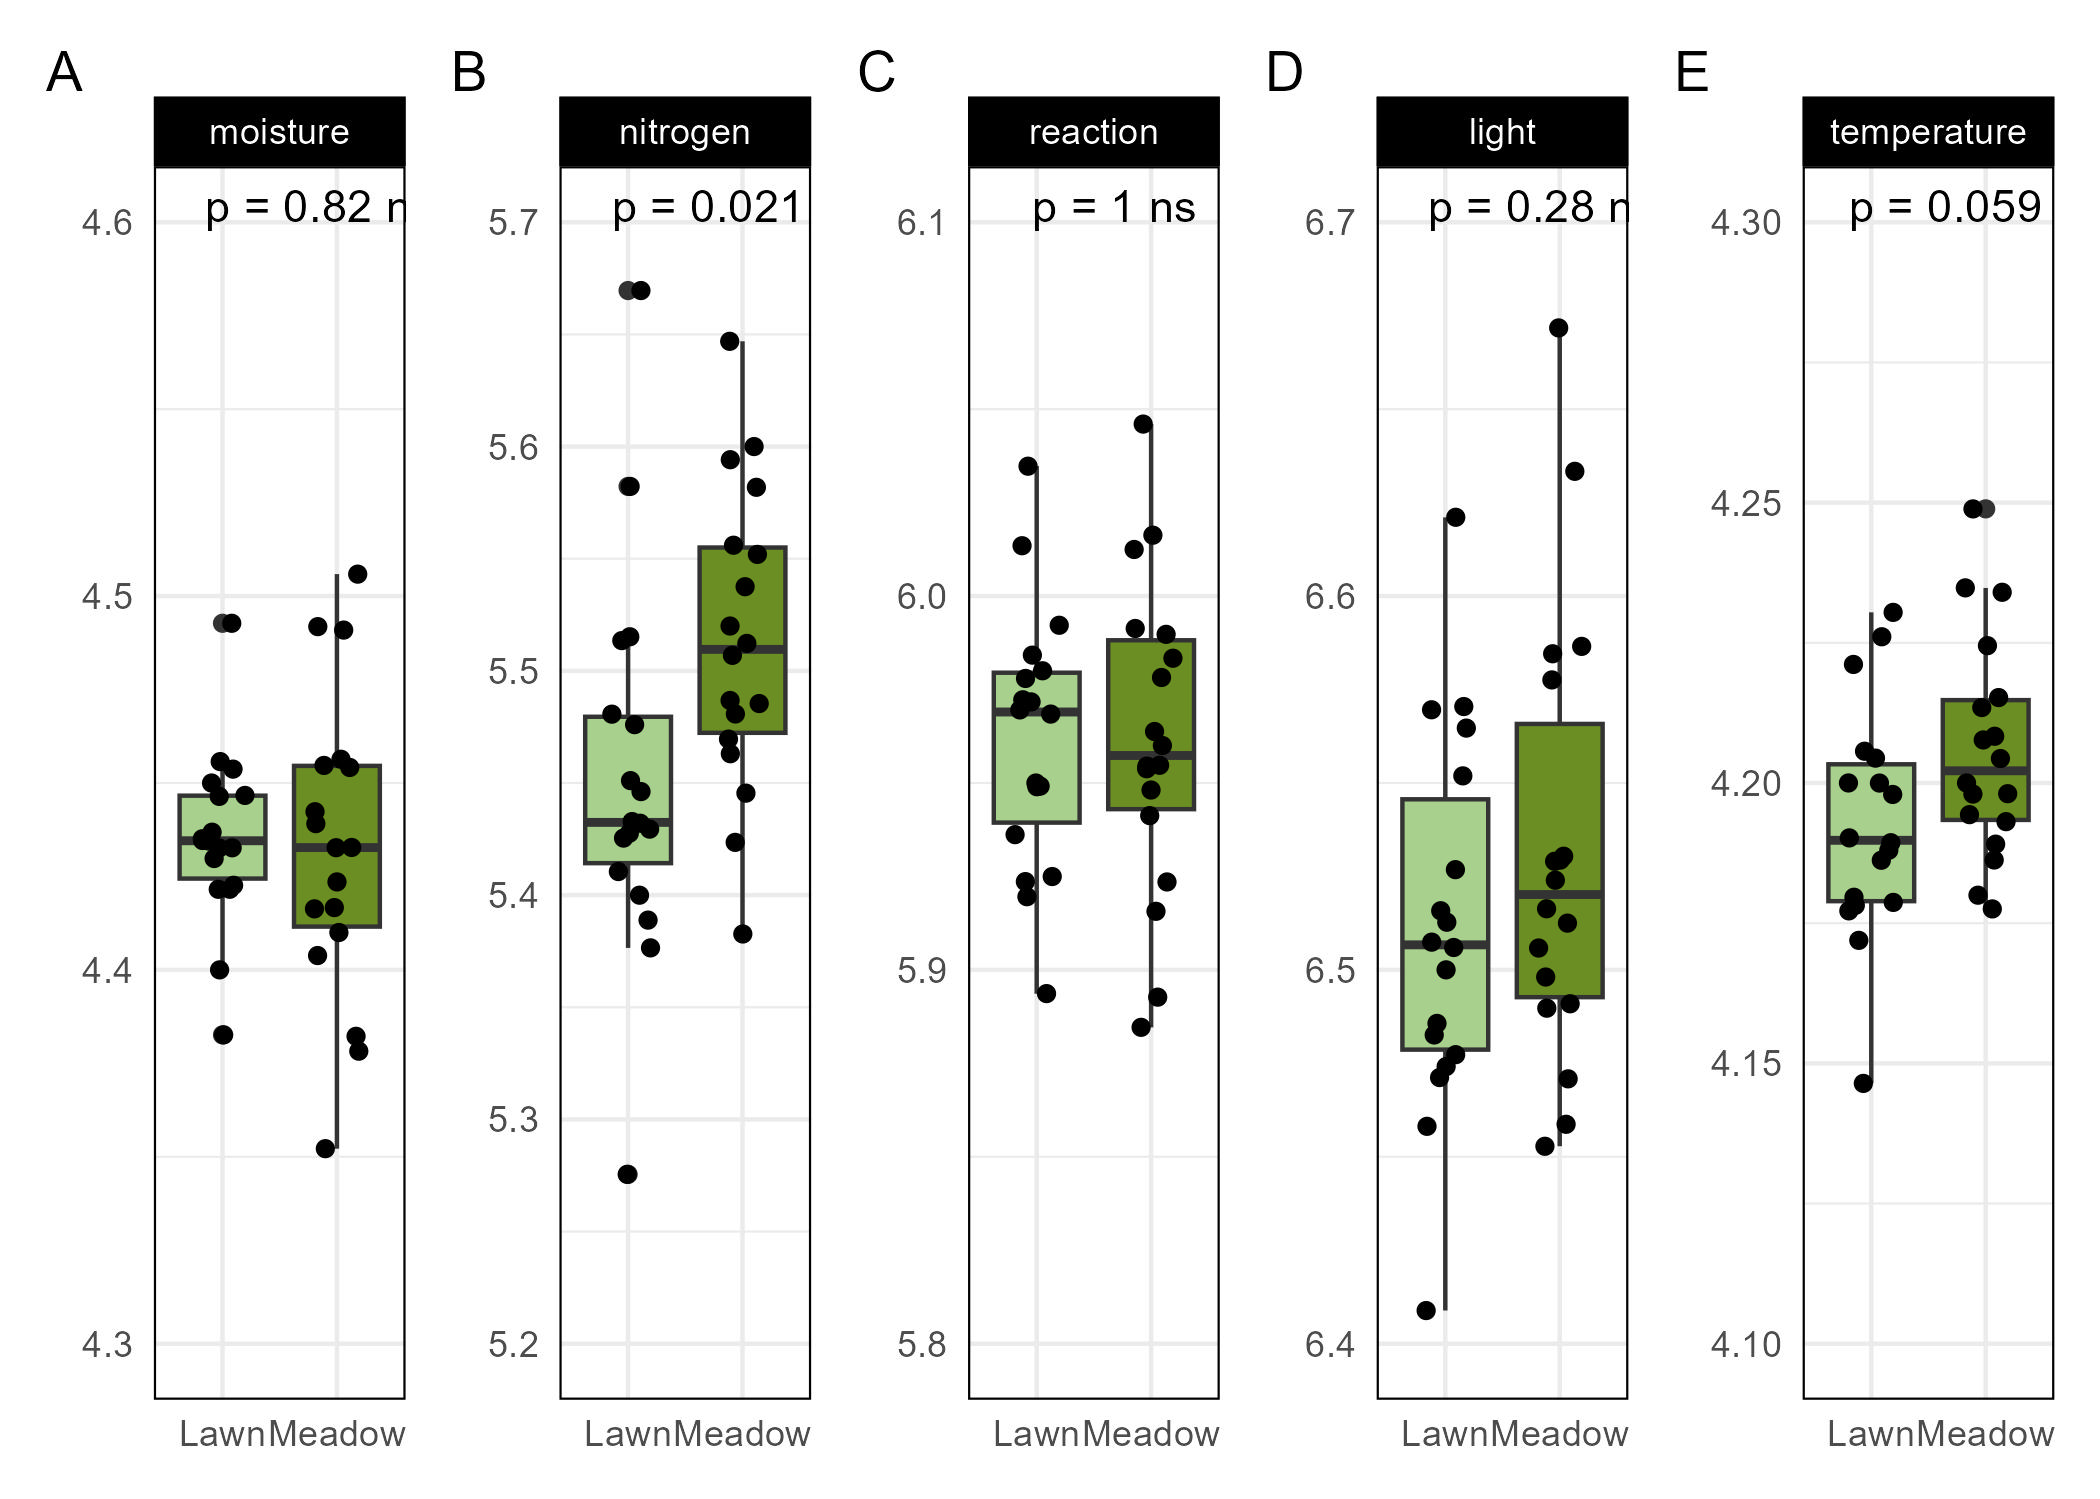 A
moisture
p = 0.82 n
4.6
4.5
4.4
4.3
LawnMeadow
B
nitrogen
p = 0.021
5.7
5.6
5.5
5.4
5.3
5.2
LawnMeadow
C
reaction
p = 1 ns
6.1
6.0
5.9
5.8
LawnMeadow
D
light
p = 0.28 n
6.7
6.6
6.5
6.4
LawnMeadow
E
temperature
p = 0.059
4.30
4.25
4.20
4.15
4.10
LawnMeadow